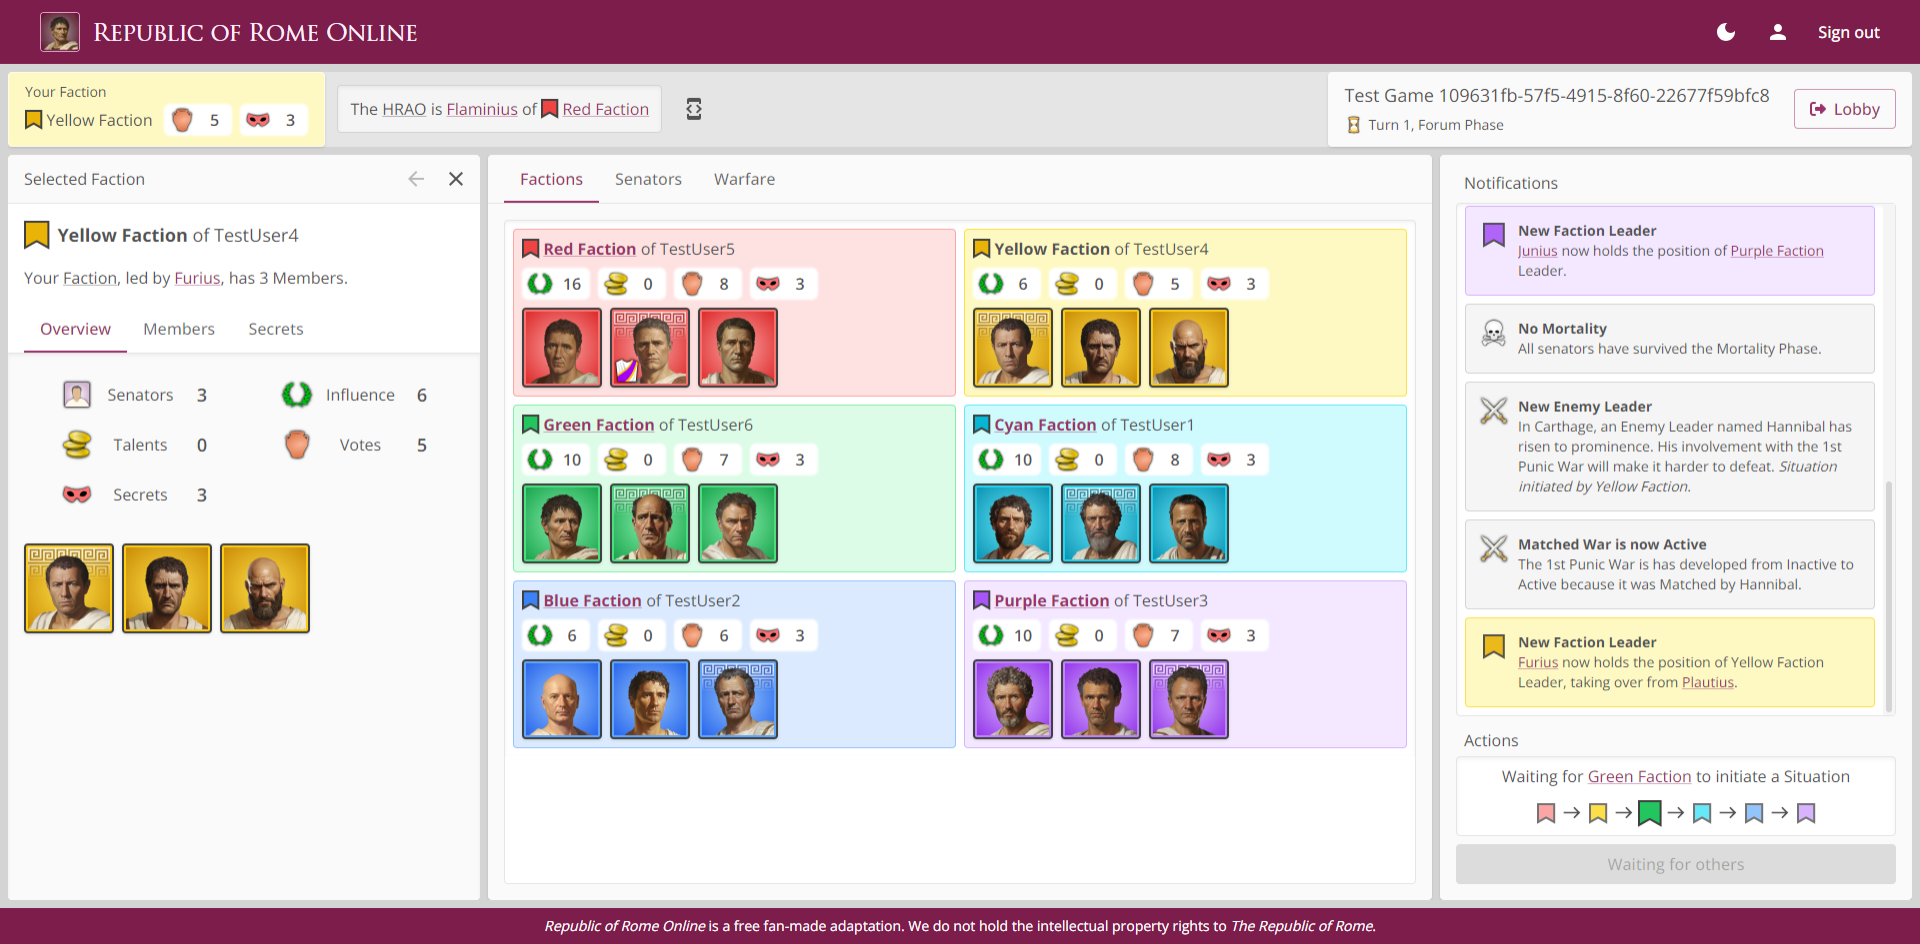 Republic of Rome Online
Sign out
Your Faction
Yellow Faction 5 3
The HRAO is Flaminius of Red Faction
Test Game 109631fb-57f5-4915-8f60-22677f59bfc8
Turn 1, Forum Phase
Lobby
Selected Faction
Yellow Faction of TestUser4
Your Faction, led by Furius, has 3 Members.
Overview Members Secrets
Senators 3 Influence 6
Talents 0 Votes 5
Secrets 3
Factions Senators Warfare
Red Faction of TestUser5
16 0 8 3
Yellow Faction of TestUser4
6 0 5 3
Green Faction of TestUser6
10 0 7 3
Cyan Faction of TestUser1
10 0 8 3
Blue Faction of TestUser2
6 0 6 3
Purple Faction of TestUser3
10 0 7 3
Notifications
New Faction Leader
Junius now holds the position of Purple Faction
Leader.
No Mortality
All senators have survived the Mortality Phase.
New Enemy Leader
In Carthage, an Enemy Leader named Hannibal has
risen to prominence. His involvement with the 1st
Punic War will make it harder to defeat. Situation
initiated by Yellow Faction.
Matched War is now Active
The 1st Punic War is has developed from Inactive to
Active because it was Matched by Hannibal.
New Faction Leader
Furius now holds the position of Yellow Faction
Leader, taking over from Plautius.
Actions
Waiting for Green Faction to initiate a Situation
Waiting for others
Republic of Rome Online is a free fan-made adaptation. We do not hold the intellectual property rights to The Republic of Rome.